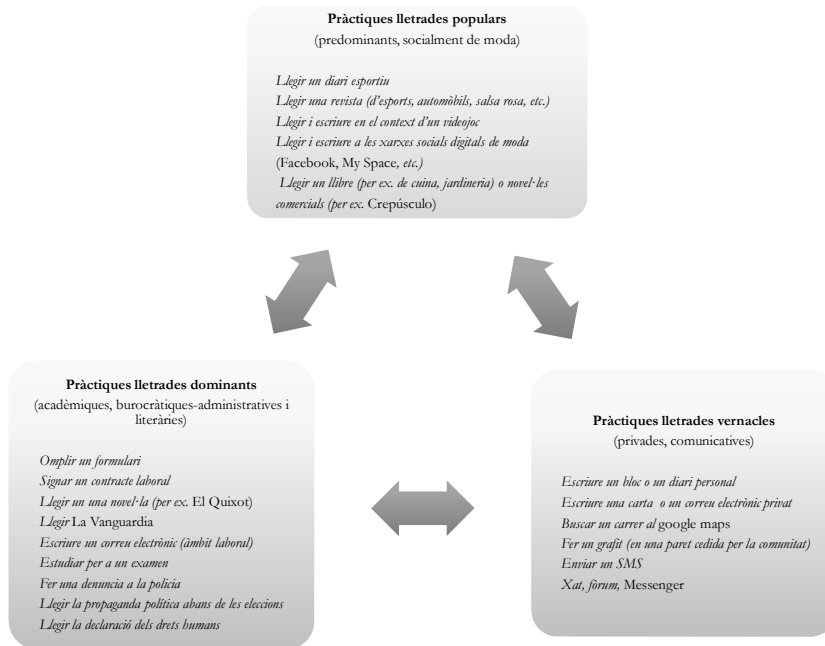 Pràctiques lletrades populars
(predominants, socialment de moda)
Llegir un diari esportiu
Llegir una revista (d'esports, automòbils, salsa rosa, etc.)
Llegir i escriure en el context d'un videojoc
Llegir i escriure a les xarxes socials digitals de moda
(Facebook, My Space, etc.)
Llegir un llibre (per ex. de cuina, jardineria) o novel·les
comercials (per ex. Crepúsculo)
Pràctiques lletrades dominants
(acadèmiques, burocràtiques-administratives i
literàries)
Omplir un formulari
Signar un contracte laboral
Llegir un una novel·la (per ex. El Quixot)
Llegir La Vanguardia
Escriure un correu electrònic (àmbit laboral)
Estudiar per a un examen
Fer una denuncia a la policia
Llegir la propaganda política abans de les eleccions
Llegir la declaració dels drets humans
Pràctiques lletrades vernacles
(privades, comunicatives)
Escriure un bloc o un diari personal
Escriure una carta o un correu electrònic privat
Buscar un carrer al google maps
Fer un grafit (en una paret cedida per la comunitat)
Enviar un SMS
Xat, fòrum, Messenger